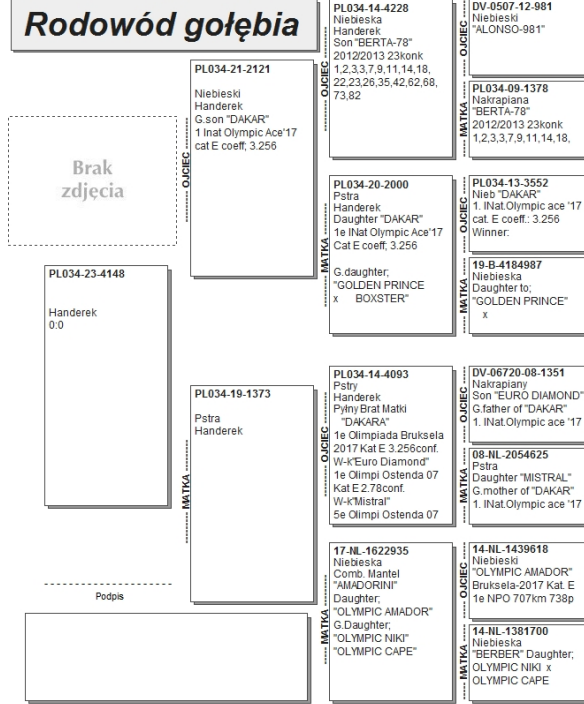 Rodowód gołębia
Brak
zdjęcia
PL034-23-4148
Handerek
0:0
Podpis
OJCIEC
PL034-21-2121
Niebieski
Handerek
G.son "DAKAR"
1 Inat Olympic Ace'17
cat E coeff; 3.256
MATKA
PL034-19-1373
Pstra
Handerek
OJCIEC
PL034-14-4228
Niebieska
Handerek
Son "BERTA-78"
2012/2013 23konk
1,2,3,3,7,9,11,14,18,
22,23,26,35,42,62,68,
73,82
MATKA
PL034-20-2000
Pstra
Handerek
Daughter "DAKAR"
1e INat Olympic Ace'17
Cat E coeff; 3.256
G.daughter;
"GOLDEN PRINCE
x BOXSTER"
OJCIEC
PL034-14-4093
Pstry
Handerek
Pyłny Brat Matki
"DAKARA"
1e Olimpiada Bruksela
2017 Kat E 3.256conf.
W-k"Euro Diamond"
1e Olimpi Ostenda 07
Kat E 2.78conf.
W-k"Mistral"
5e Olimpi Ostenda 07
MATKA
17-NL-1622935
Niebieska
Comb. Mantel
"AMADORINI"
Daughter;
"OLYMPIC AMADOR"
G.Daughter;
"OLYMPIC NIKI"
"OLYMPIC CAPE"
OJCIEC
DV-0507-12-981
Niebieski
"ALONSO-981"
MATKA
PL034-09-1378
Nakrapiana
"BERTA-78"
2012/2013 23konk
1,2,3,3,7,9,11,14,18,
OJCIEC
PL034-13-3552
Nieb "DAKAR"
1. INat.Olympic ace '17
cat. E coeff.: 3.256
Winner:
MATKA
19-B-4184987
Niebieska
Daughter to;
"GOLDEN PRINCE"
x
OJCIEC
DV-06720-08-1351
Nakrapiany
Son "EURO DIAMOND"
G.father of "DAKAR"
1. INat.Olympic ace '17
MATKA
08-NL-2054625
Pstra
Daughter "MISTRAL"
G.mother of "DAKAR"
1. INat.Olympic ace '17
OJCIEC
14-NL-1439618
Niebieski
"OLYMPIC AMADOR"
Bruksela-2017 Kat. E
1e NPO 707km 738p
MATKA
14-NL-1381700
Niebieska
"BERBER" Daughter;
OLYMPIC NIKI x
OLYMPIC CAPE